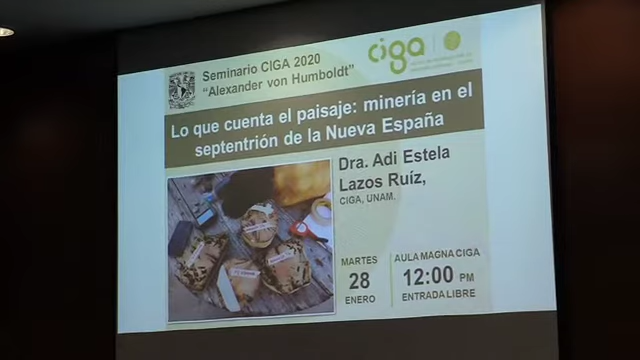 Seminario CIGA 2020
"Alexander von Humboldt"
ciga
Lo que cuenta el paisaje: minería en el
septentrión de la Nueva España
Dra. Adi Estela
Lazos Ruíz,
CIGA, UNAM.
MARTES
28
ENERO
AULA MAGNA CIGA
12:00 PM
ENTRADA LIBRE